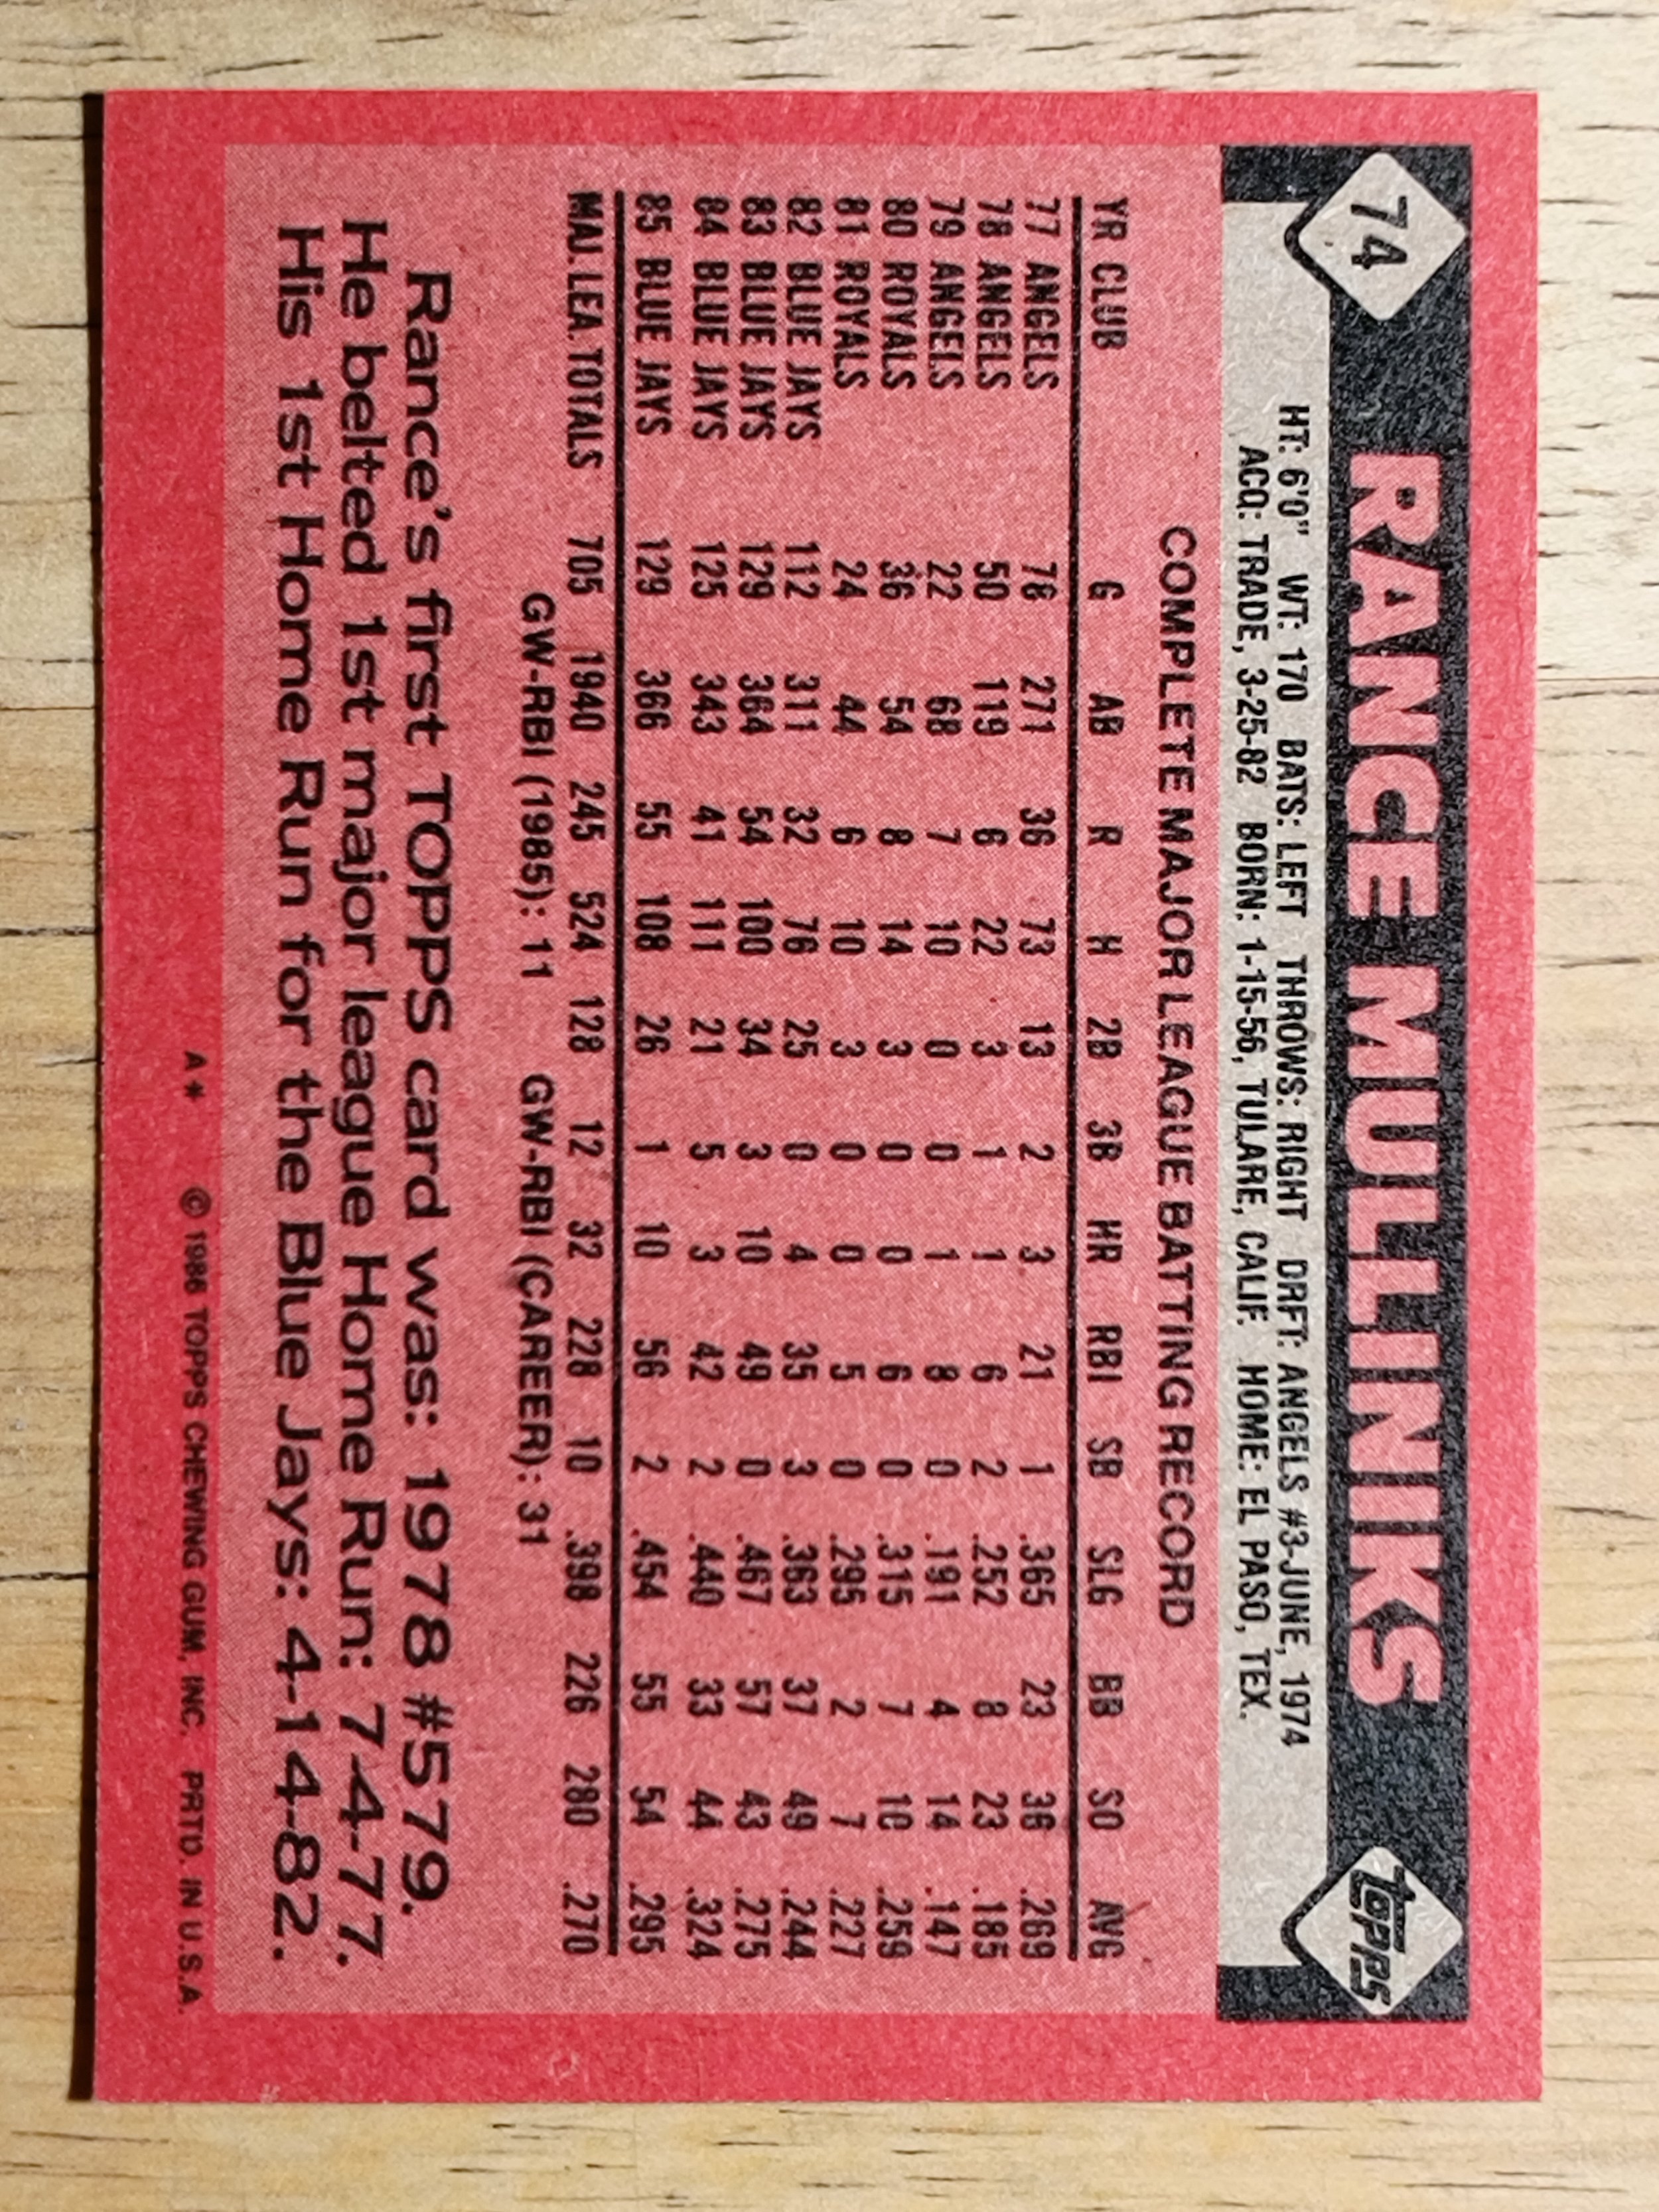 74 RANCE MULLINIKS topps
HT: 6'0" WT: 170 BATS: LEFT THROWS: RIGHT DRFT: ANGELS #3-JUNE, 1974
ACQ: TRADE, 3-25-82 BORN: 1-15-56, TULARE, CALIF. HOME: EL PASO, TEX.
COMPLETE MAJOR LEAGUE BATTING RECORD
YR CLUB G AB R H 2B 3B HR RBI SB SLG BB SO AVG
77 ANGELS 78 271 36 73 13 2 3 21 1 .365 23 36 .269
78 ANGELS 50 119 6 22 3 1 1 6 2 .252 8 23 .185
79 ANGELS 22 68 7 10 0 0 1 8 0 .191 4 14 .147
80 ROYALS 36 54 8 14 3 0 0 6 0 .315 7 10 .259
81 ROYALS 24 44 6 10 3 0 0 5 0 .295 2 7 .227
82 BLUE JAYS 112 311 32 76 25 0 4 35 3 .363 37 49 .244
83 BLUE JAYS 129 364 54 100 34 3 10 49 0 .467 57 43 .275
84 BLUE JAYS 125 343 41 111 21 5 3 42 2 .440 33 44 .324
85 BLUE JAYS 129 366 55 108 26 1 10 56 2 .454 55 54 .295
MAJ. LEA. TOTALS 705 1940 245 524 128 12 32 228 10 .398 226 280 .270
GW-RBI (1985): 11 GW-RBI (CAREER): 31
Rance's first TOPPS card was: 1978 #579.
He belted 1st major league Home Run: 7-4-77.
His 1st Home Run for the Blue Jays: 4-14-82.
A* © 1986 TOPPS CHEWING GUM, INC. PRTD. IN U.S.A.